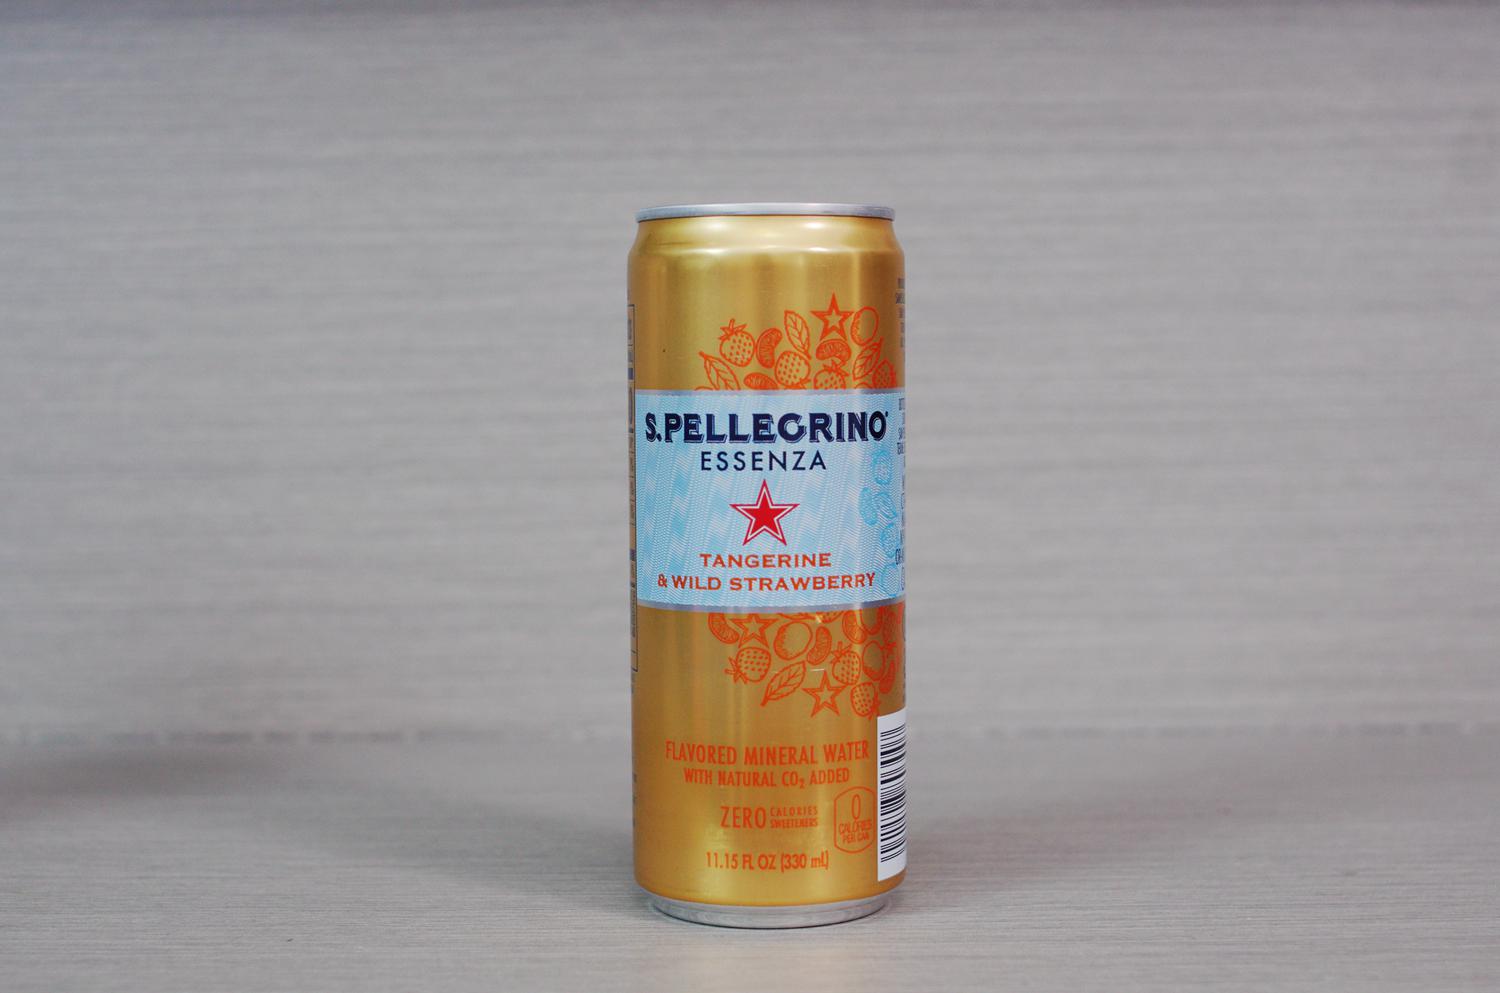 S.PELLEGRINO
ESSENZA
TANGERINE
& WILD STRAWBERRY
FLAVORED MINERAL WATER
WITH NATURAL CO₂ ADDED
ZERO CALORIES
SWEETENERS
0
CALORIES
PER CAN
11.15 FL OZ (330 mL)